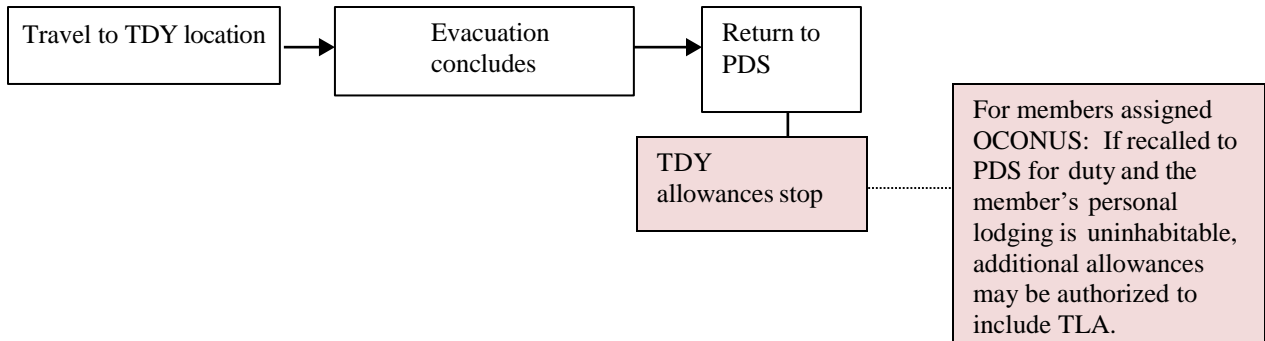 Travel to TDY location
Evacuation
concludes
Return to
PDS
TDY
allowances stop
For members assigned
OCONUS: If recalled to
PDS for duty and the
member’s personal
lodging is uninhabitable,
additional allowances
may be authorized to
include TLA.